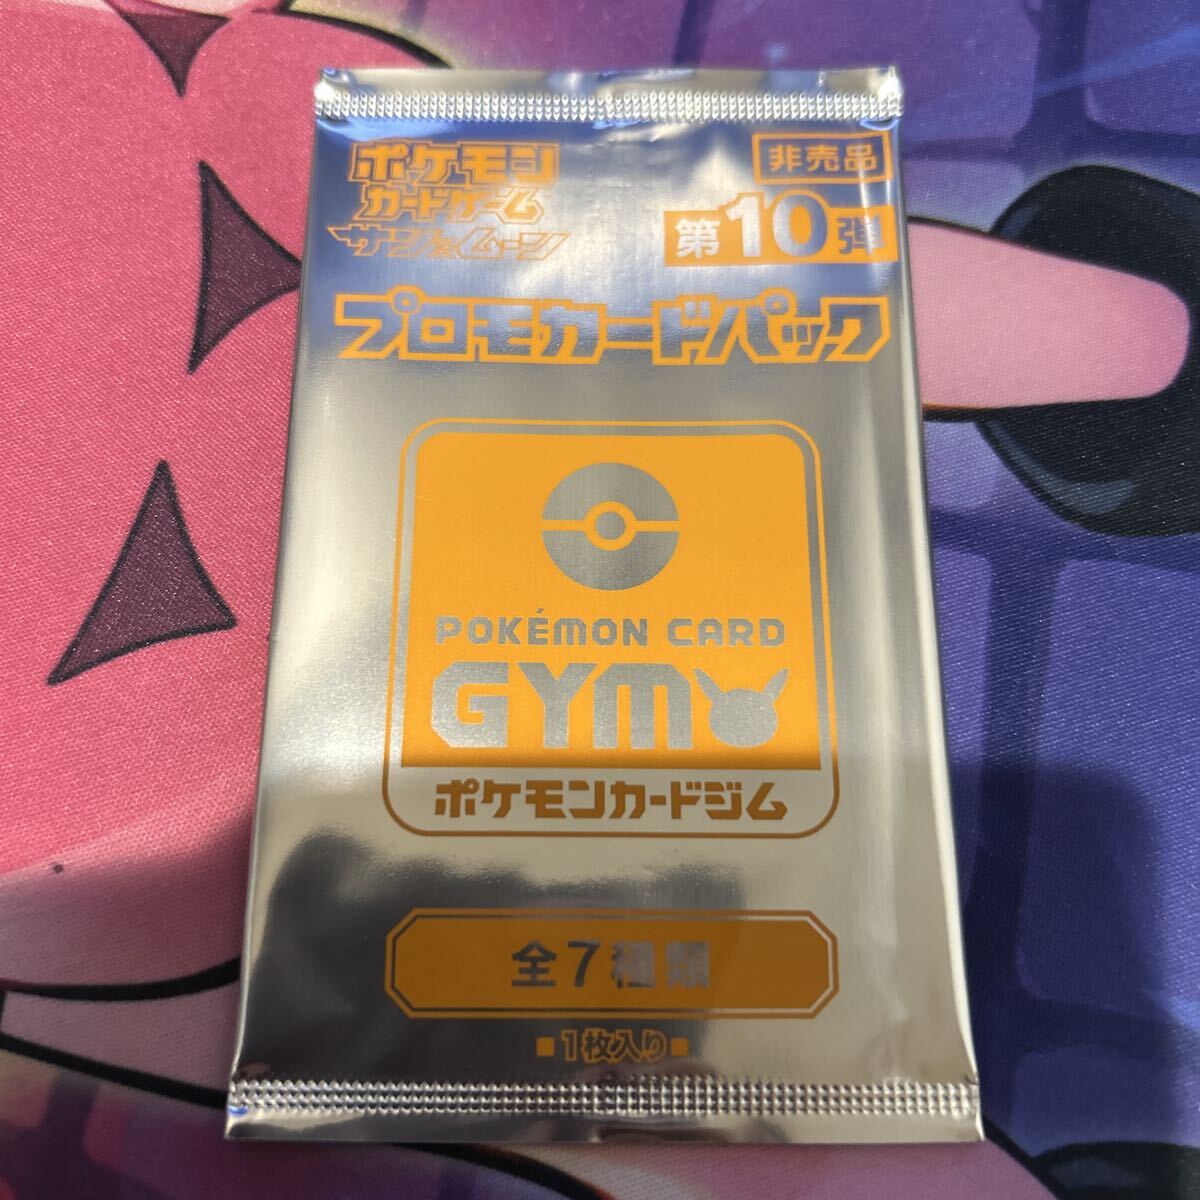 ポケモン
カードゲーム
サン&ムーン
非売品
第10弾
プロモカードパック
POKÉMON CARD
GYM
ポケモンカードジム
全7種類
■1枚入り■